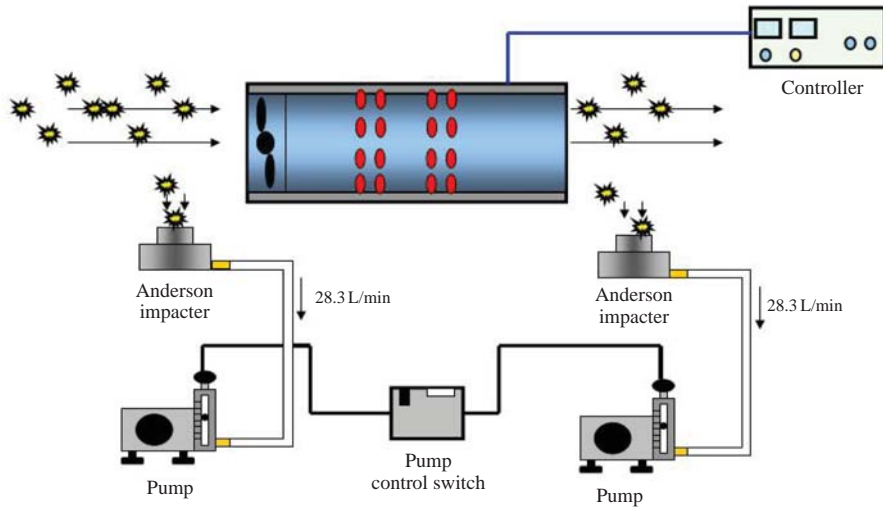 Controller
Anderson
impacter
28.3 L/min
Anderson
impacter
28.3 L/min
Pump
Pump
control switch
Pump